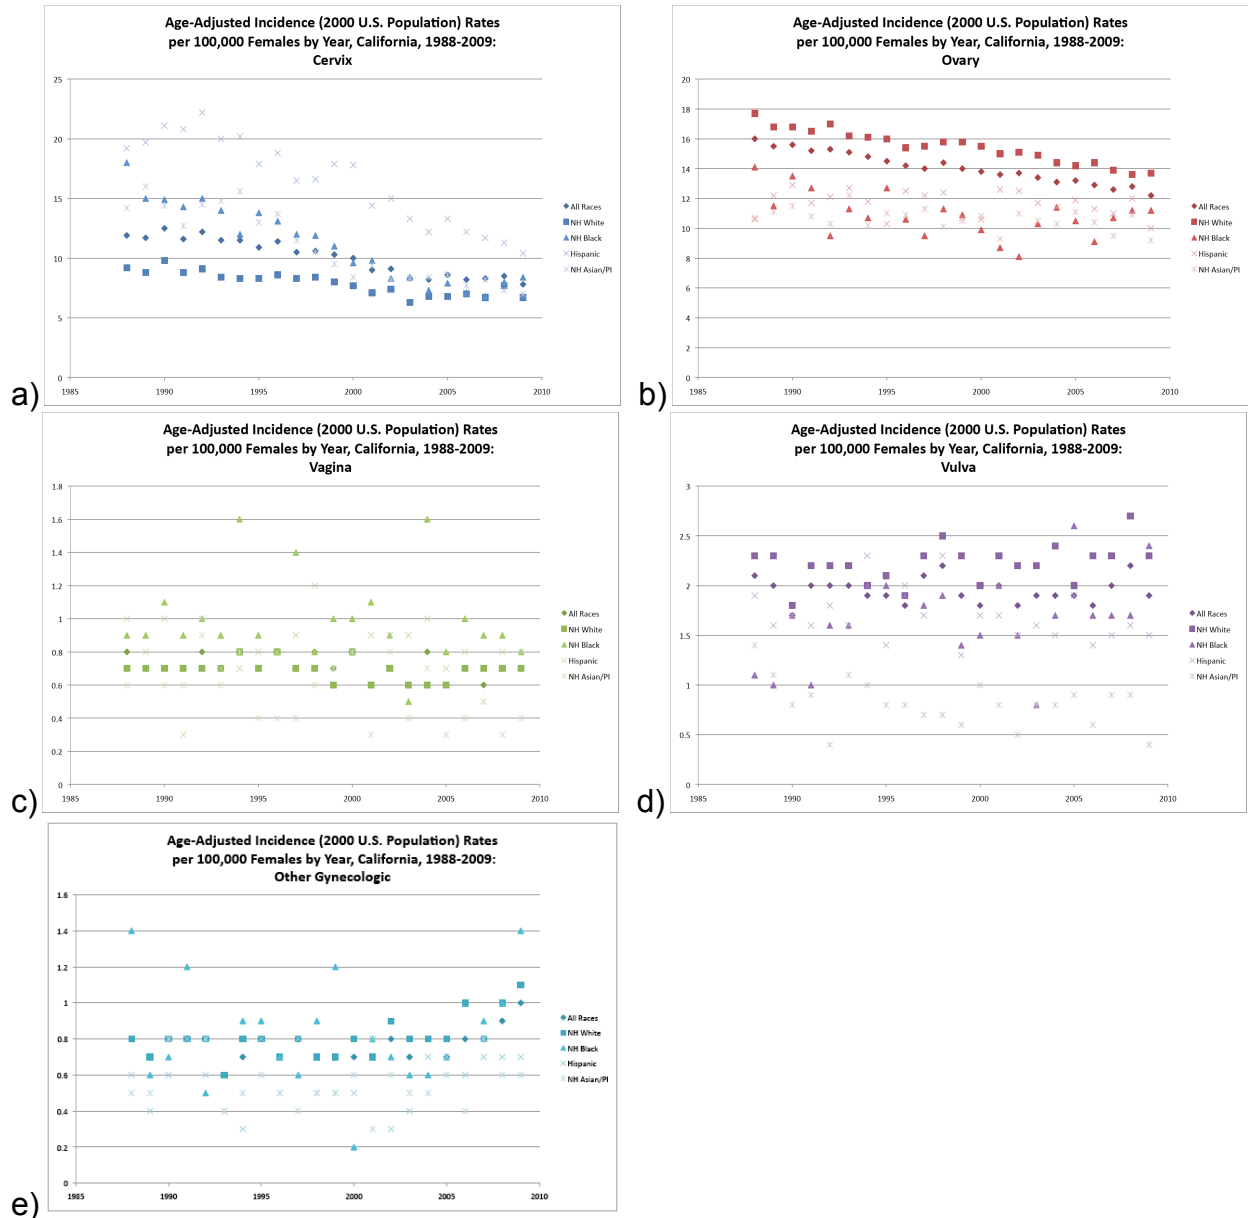 Age-Adjusted Incidence (2000 U.S. Population) Rates
per 100,000 Females by Year, California, 1988-2009:
Cervix
25
20
15
10
5
0
1985 1990 1995 2000 2005 2010
All Races
NH White
NH Black
Hispanic
NH Asian/PI
a)
Age-Adjusted Incidence (2000 U.S. Population) Rates
per 100,000 Females by Year, California, 1988-2009:
Ovary
20
18
16
14
12
10
8
6
4
2
0
1985 1990 1995 2000 2005 2010
All Races
NH White
NH Black
Hispanic
NH Asian/PI
b)
Age-Adjusted Incidence (2000 U.S. Population) Rates
per 100,000 Females by Year, California, 1988-2009:
Vagina
1.8
1.6
1.4
1.2
1
0.8
0.6
0.4
0.2
0
1985 1990 1995 2000 2005 2010
All Races
NH White
NH Black
Hispanic
NH Asian/PI
c)
Age-Adjusted Incidence (2000 U.S. Population) Rates
per 100,000 Females by Year, California, 1988-2009:
Vulva
3
2.5
2
1.5
1
0.5
0
1985 1990 1995 2000 2005 2010
All Races
NH White
NH Black
Hispanic
NH Asian/PI
d)
Age-Adjusted Incidence (2000 U.S. Population) Rates
per 100,000 Females by Year, California, 1988-2009:
Other Gynecologic
1.6
1.4
1.2
1
0.8
0.6
0.4
0.2
0
1985 1990 1995 2000 2005 2010
All Races
NH White
NH Black
Hispanic
NH Asian/PI
e)